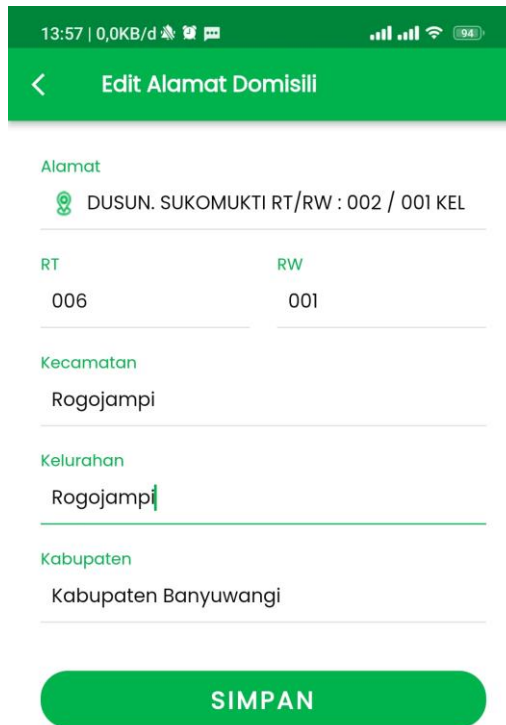 13:57 | 0,0KB/d 94
Edit Alamat Domisili
Alamat
DUSUN. SUKOMUKTI RT/RW : 002 / 001 KEL
RT RW
006 001
Kecamatan
Rogojampi
Kelurahan
Rogojampi
Kabupaten
Kabupaten Banyuwangi
SIMPAN